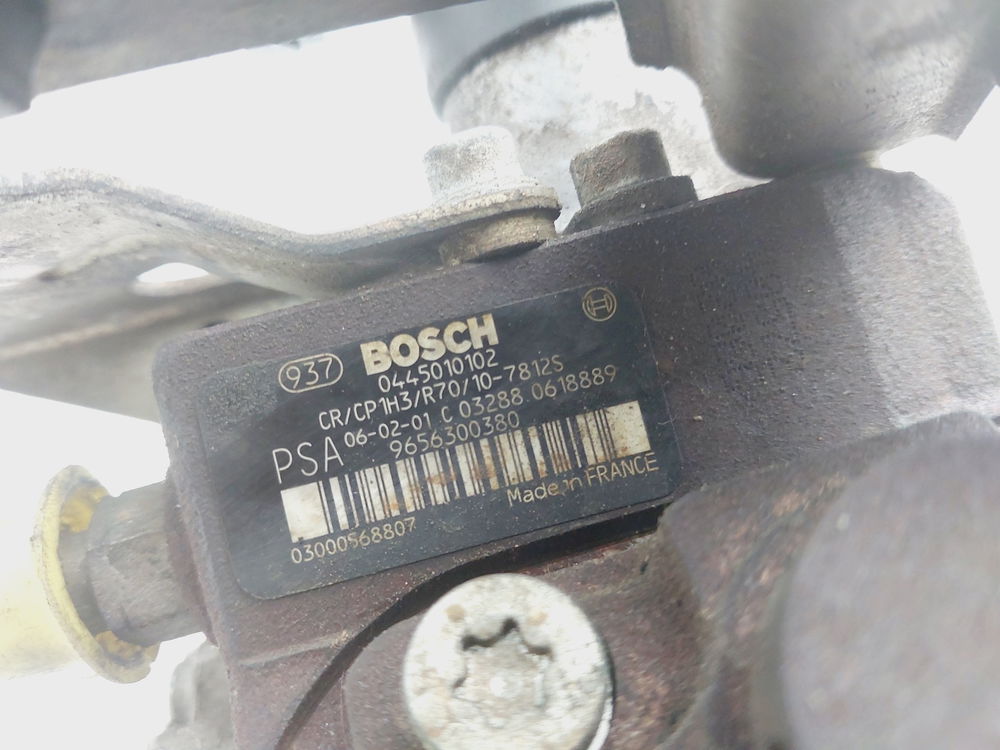 937 BOSCH
0445010102
CR/CP1H3/R70/10-7812S
PSA 06-02-01 C 03288 0618889
9656300380
Made in FRANCE
03000568807